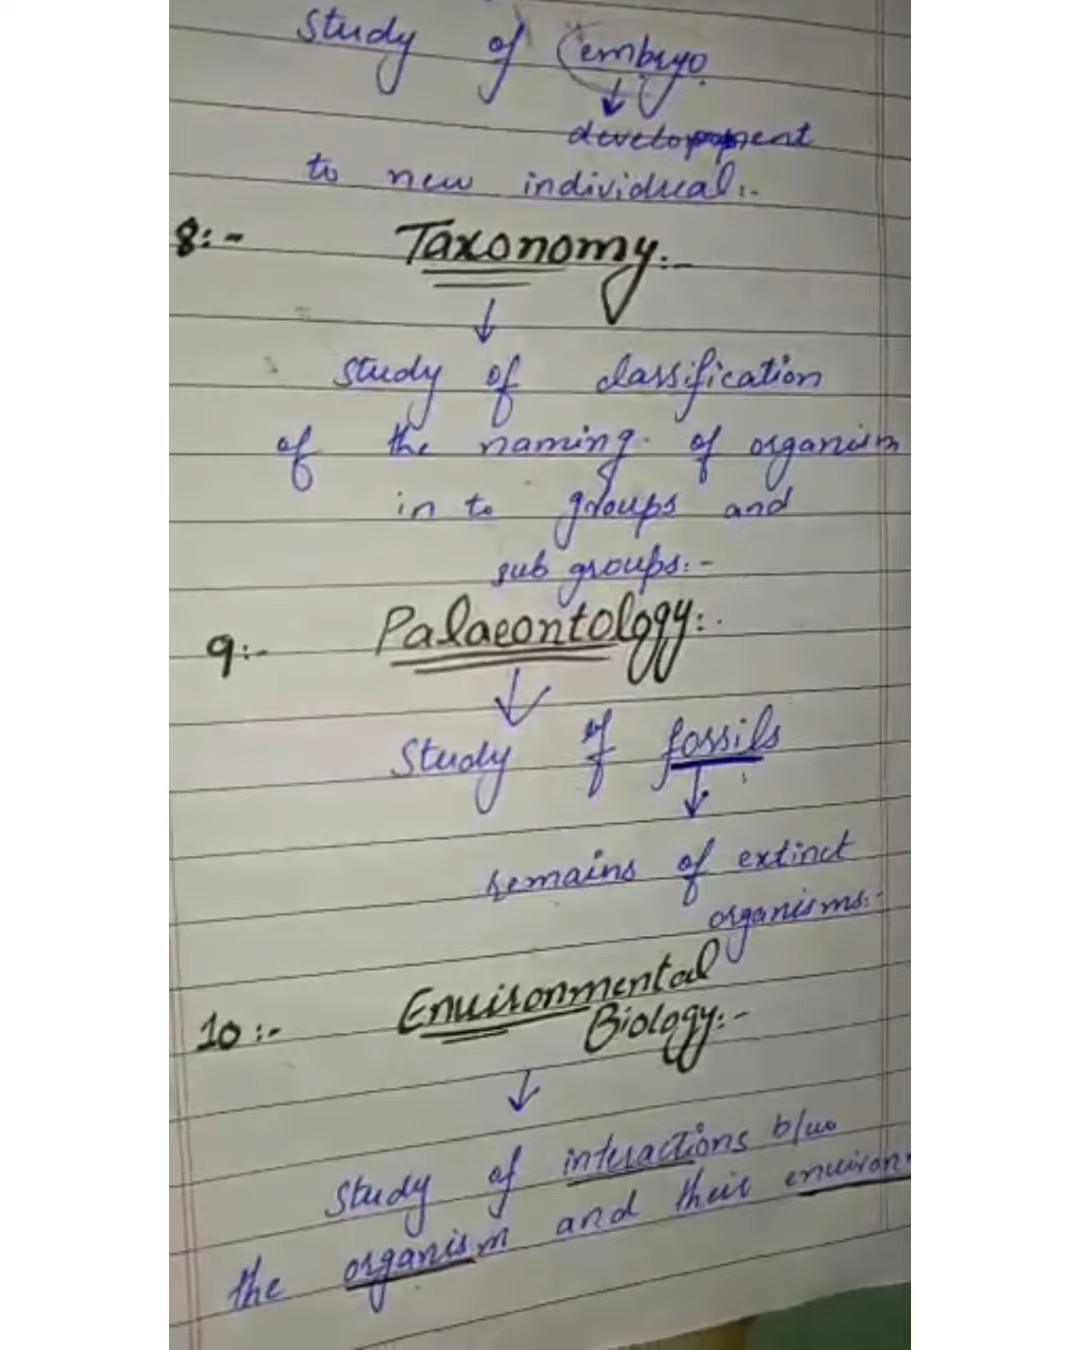 study of embryo.
↓
development
to new individual:-
8:- Taxonomy:-
↓
study of classification
of the naming. of organism
in to groups and
sub groups:-
9:- Palaeontology:-
↓
Study of fossils
↓
remains of extinct
organisms:-
10:- Environmental
Biology:-
↓
Study of interactions b/w
the organism and their environ